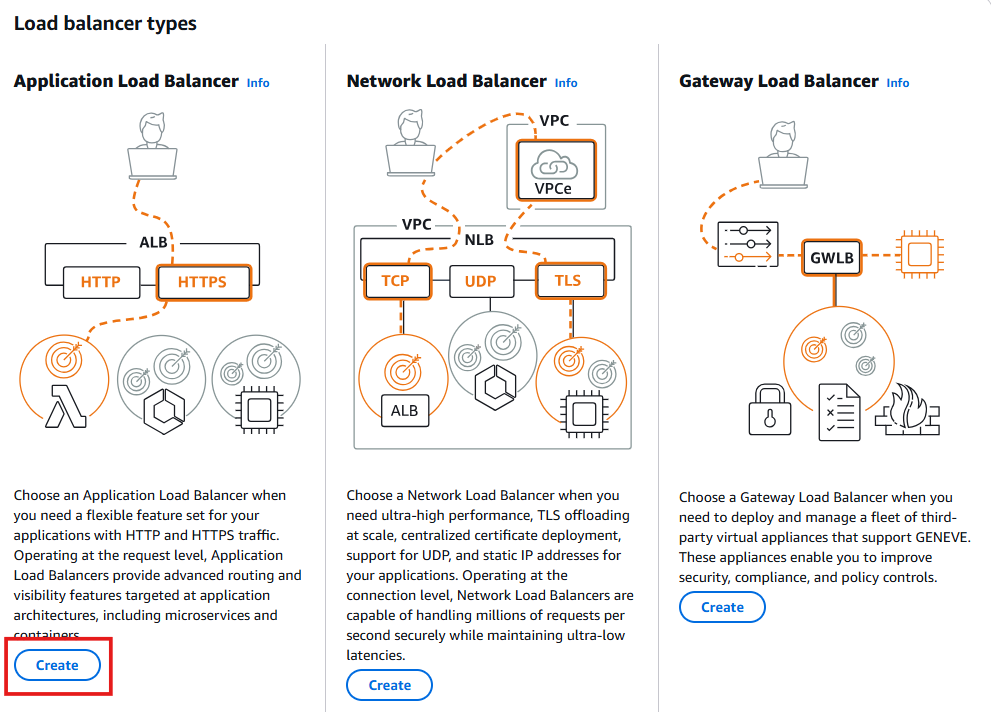 Load balancer types
Application Load Balancer Info
ALB
HTTP
HTTPS
Choose an Application Load Balancer when
you need a flexible feature set for your
applications with HTTP and HTTPS traffic.
Operating at the request level, Application
Load Balancers provide advanced routing and
visibility features targeted at application
architectures, including microservices and
containers.
Create
Network Load Balancer Info
VPC
VPCe
VPC
NLB
TCP
UDP
TLS
ALB
Choose a Network Load Balancer when you
need ultra-high performance, TLS offloading
at scale, centralized certificate deployment,
support for UDP, and static IP addresses for
your applications. Operating at the
connection level, Network Load Balancers are
capable of handling millions of requests per
second securely while maintaining ultra-low
latencies.
Create
Gateway Load Balancer Info
GWLB
Choose a Gateway Load Balancer when you
need to deploy and manage a fleet of third-
party virtual appliances that support GENEVE.
These appliances enable you to improve
security, compliance, and policy controls.
Create